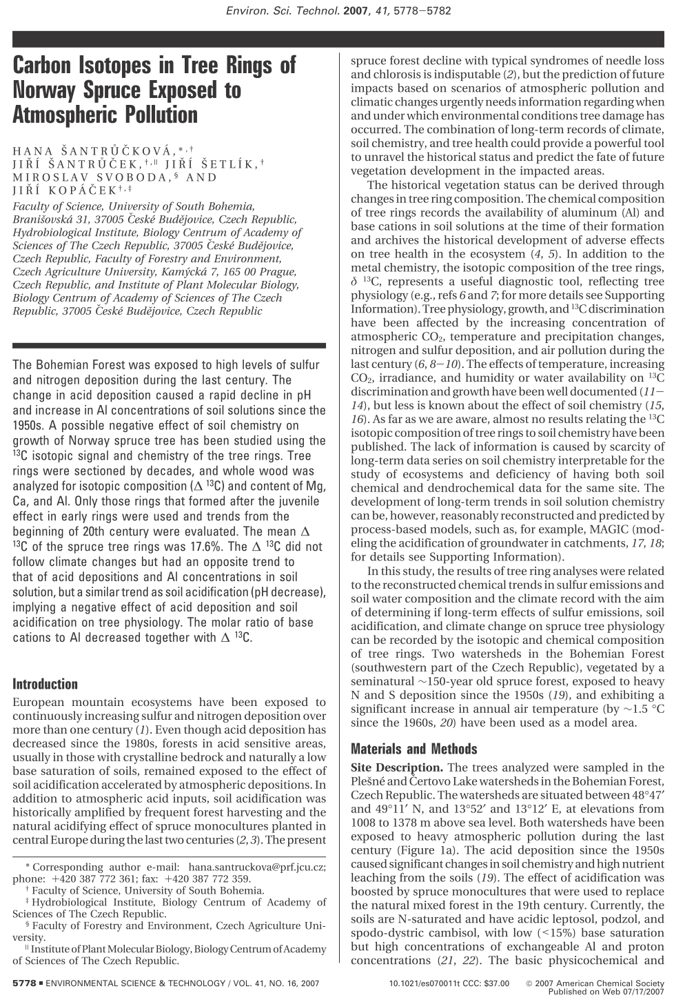 Environ. Sci. Technol. 2007, 41, 5778–5782
Carbon Isotopes in Tree Rings of
Norway Spruce Exposed to
Atmospheric Pollution
HANA ŠANTRŮČKOVÁ,*,†
JIŘÍ ŠANTRŮČEK,†,|| JIŘÍ ŠETLÍK,†
MIROSLAV SVOBODA,§ AND
JIŘÍ KOPÁČEK†,‡
Faculty of Science, University of South Bohemia,
Branišovská 31, 37005 České Budějovice, Czech Republic,
Hydrobiological Institute, Biology Centrum of Academy of
Sciences of The Czech Republic, 37005 České Budějovice,
Czech Republic, Faculty of Forestry and Environment,
Czech Agriculture University, Kamýcká 7, 165 00 Prague,
Czech Republic, and Institute of Plant Molecular Biology,
Biology Centrum of Academy of Sciences of The Czech
Republic, 37005 České Budějovice, Czech Republic
The Bohemian Forest was exposed to high levels of sulfur
and nitrogen deposition during the last century. The
change in acid deposition caused a rapid decline in pH
and increase in Al concentrations of soil solutions since the
1950s. A possible negative effect of soil chemistry on
growth of Norway spruce tree has been studied using the
¹³C isotopic signal and chemistry of the tree rings. Tree
rings were sectioned by decades, and whole wood was
analyzed for isotopic composition (Δ ¹³C) and content of Mg,
Ca, and Al. Only those rings that formed after the juvenile
effect in early rings were used and trends from the
beginning of 20th century were evaluated. The mean Δ
¹³C of the spruce tree rings was 17.6%. The Δ ¹³C did not
follow climate changes but had an opposite trend to
that of acid depositions and Al concentrations in soil
solution, but a similar trend as soil acidification (pH decrease),
implying a negative effect of acid deposition and soil
acidification on tree physiology. The molar ratio of base
cations to Al decreased together with Δ ¹³C.
Introduction
European mountain ecosystems have been exposed to
continuously increasing sulfur and nitrogen deposition over
more than one century (1). Even though acid deposition has
decreased since the 1980s, forests in acid sensitive areas,
usually in those with crystalline bedrock and naturally a low
base saturation of soils, remained exposed to the effect of
soil acidification accelerated by atmospheric depositions. In
addition to atmospheric acid inputs, soil acidification was
historically amplified by frequent forest harvesting and the
natural acidifying effect of spruce monocultures planted in
central Europe during the last two centuries (2, 3). The present
* Corresponding author e-mail: hana.santruckova@prf.jcu.cz;
phone: +420 387 772 361; fax: +420 387 772 359.
† Faculty of Science, University of South Bohemia.
‡ Hydrobiological Institute, Biology Centrum of Academy of
Sciences of The Czech Republic.
§ Faculty of Forestry and Environment, Czech Agriculture Uni-
versity.
|| Institute of Plant Molecular Biology, Biology Centrum of Academy
of Sciences of The Czech Republic.
spruce forest decline with typical syndromes of needle loss
and chlorosis is indisputable (2), but the prediction of future
impacts based on scenarios of atmospheric pollution and
climatic changes urgently needs information regarding when
and under which environmental conditions tree damage has
occurred. The combination of long-term records of climate,
soil chemistry, and tree health could provide a powerful tool
to unravel the historical status and predict the fate of future
vegetation development in the impacted areas.
The historical vegetation status can be derived through
changes in tree ring composition. The chemical composition
of tree rings records the availability of aluminum (Al) and
base cations in soil solutions at the time of their formation
and archives the historical development of adverse effects
on tree health in the ecosystem (4, 5). In addition to the
metal chemistry, the isotopic composition of the tree rings,
δ ¹³C, represents a useful diagnostic tool, reflecting tree
physiology (e.g., refs 6 and 7; for more details see Supporting
Information). Tree physiology, growth, and ¹³C discrimination
have been affected by the increasing concentration of
atmospheric CO₂, temperature and precipitation changes,
nitrogen and sulfur deposition, and air pollution during the
last century (6, 8–10). The effects of temperature, increasing
CO₂, irradiance, and humidity or water availability on ¹³C
discrimination and growth have been well documented (11–
14), but less is known about the effect of soil chemistry (15,
16). As far as we are aware, almost no results relating the ¹³C
isotopic composition of tree rings to soil chemistry have been
published. The lack of information is caused by scarcity of
long-term data series on soil chemistry interpretable for the
study of ecosystems and deficiency of having both soil
chemical and dendrochemical data for the same site. The
development of long-term trends in soil solution chemistry
can be, however, reasonably reconstructed and predicted by
process-based models, such as, for example, MAGIC (mod-
eling the acidification of groundwater in catchments, 17, 18;
for details see Supporting Information).
In this study, the results of tree ring analyses were related
to the reconstructed chemical trends in sulfur emissions and
soil water composition and the climate record with the aim
of determining if long-term effects of sulfur emissions, soil
acidification, and climate change on spruce tree physiology
can be recorded by the isotopic and chemical composition
of tree rings. Two watersheds in the Bohemian Forest
(southwestern part of the Czech Republic), vegetated by a
seminatural ∼150-year old spruce forest, exposed to heavy
N and S deposition since the 1950s (19), and exhibiting a
significant increase in annual air temperature (by ∼1.5 °C
since the 1960s, 20) have been used as a model area.
Materials and Methods
Site Description. The trees analyzed were sampled in the
Plešné and Čertovo Lake watersheds in the Bohemian Forest,
Czech Republic. The watersheds are situated between 48°47′
and 49°11′ N, and 13°52′ and 13°12′ E, at elevations from
1008 to 1378 m above sea level. Both watersheds have been
exposed to heavy atmospheric pollution during the last
century (Figure 1a). The acid deposition since the 1950s
caused significant changes in soil chemistry and high nutrient
leaching from the soils (19). The effect of acidification was
boosted by spruce monocultures that were used to replace
the natural mixed forest in the 19th century. Currently, the
soils are N-saturated and have acidic leptosol, podzol, and
spodo-dystric cambisol, with low (<15%) base saturation
but high concentrations of exchangeable Al and proton
concentrations (21, 22). The basic physicochemical and
5778 ■ ENVIRONMENTAL SCIENCE & TECHNOLOGY / VOL. 41, NO. 16, 2007
10.1021/es070011t CCC: $37.00 © 2007 American Chemical Society
Published on Web 07/17/2007